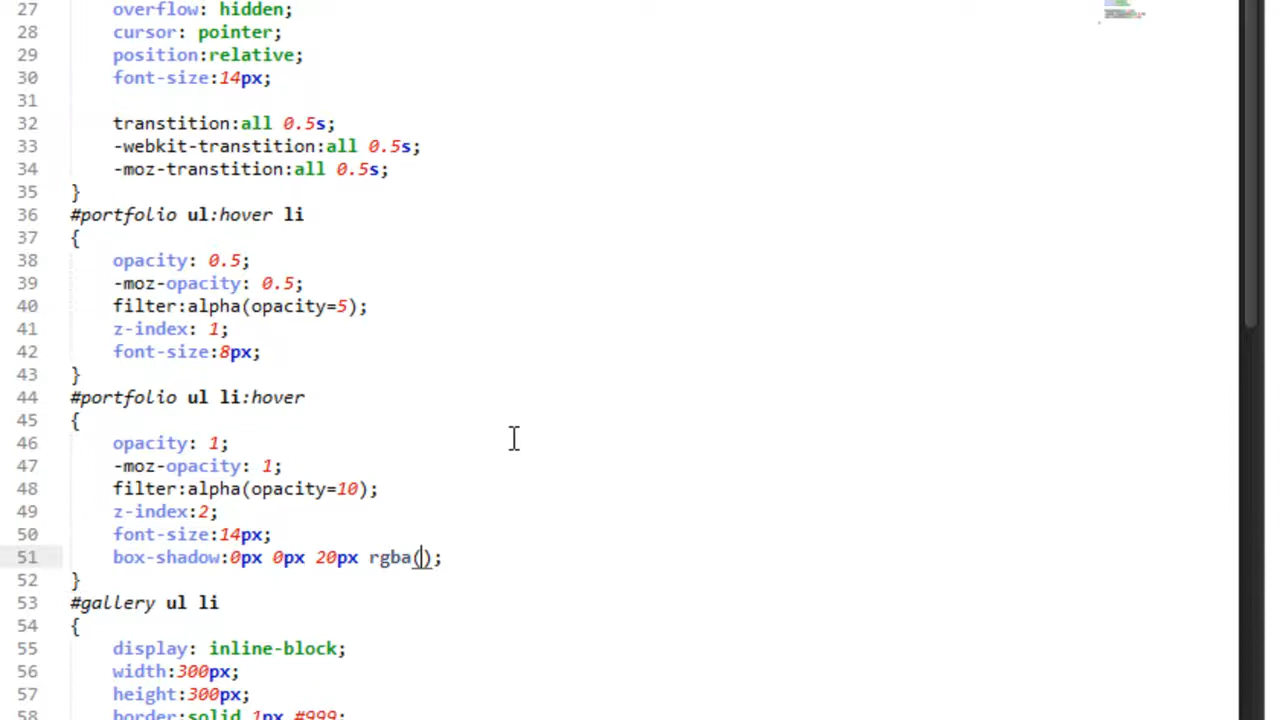 27 overflow: hidden;
28 cursor: pointer;
29 position:relative;
30 font-size:14px;
31
32 transtition:all 0.5s;
33 -webkit-transtition:all 0.5s;
34 -moz-transtition:all 0.5s;
35 }
36 #portfolio ul:hover li
37 {
38 opacity: 0.5;
39 -moz-opacity: 0.5;
40 filter:alpha(opacity=5);
41 z-index: 1;
42 font-size:8px;
43 }
44 #portfolio ul li:hover
45 {
46 opacity: 1;
47 -moz-opacity: 1;
48 filter:alpha(opacity=10);
49 z-index:2;
50 font-size:14px;
51 box-shadow:0px 0px 20px rgba();
52 }
53 #gallery ul li
54 {
55 display: inline-block;
56 width:300px;
57 height:300px;
58 border:solid 1px #999;